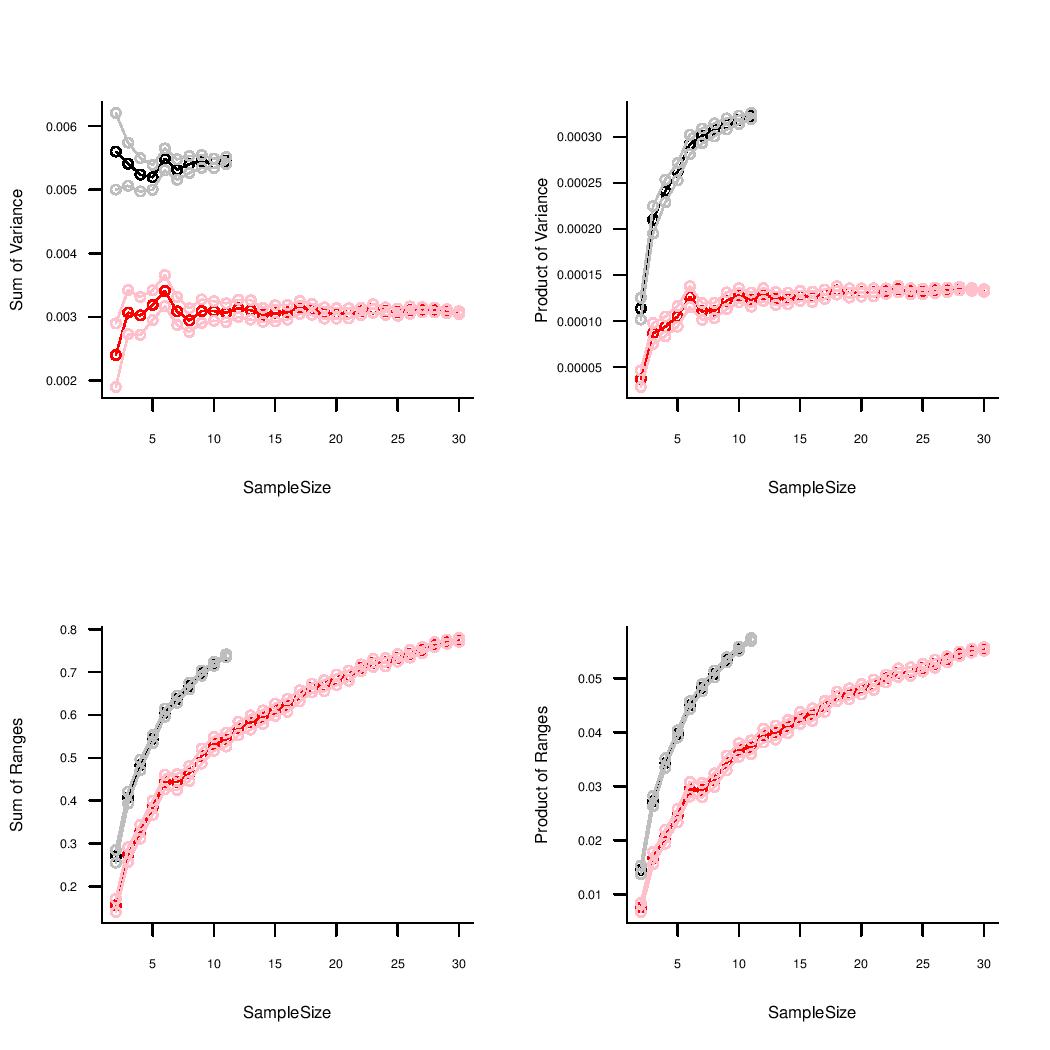 Sum of Variance
0.006
0.005
0.004
0.003
0.002
5 10 15 20 25 30
SampleSize
Product of Variance
0.00030
0.00025
0.00020
0.00015
0.00010
0.00005
5 10 15 20 25 30
SampleSize
Sum of Ranges
0.8
0.7
0.6
0.5
0.4
0.3
0.2
5 10 15 20 25 30
SampleSize
Product of Ranges
0.05
0.04
0.03
0.02
0.01
5 10 15 20 25 30
SampleSize